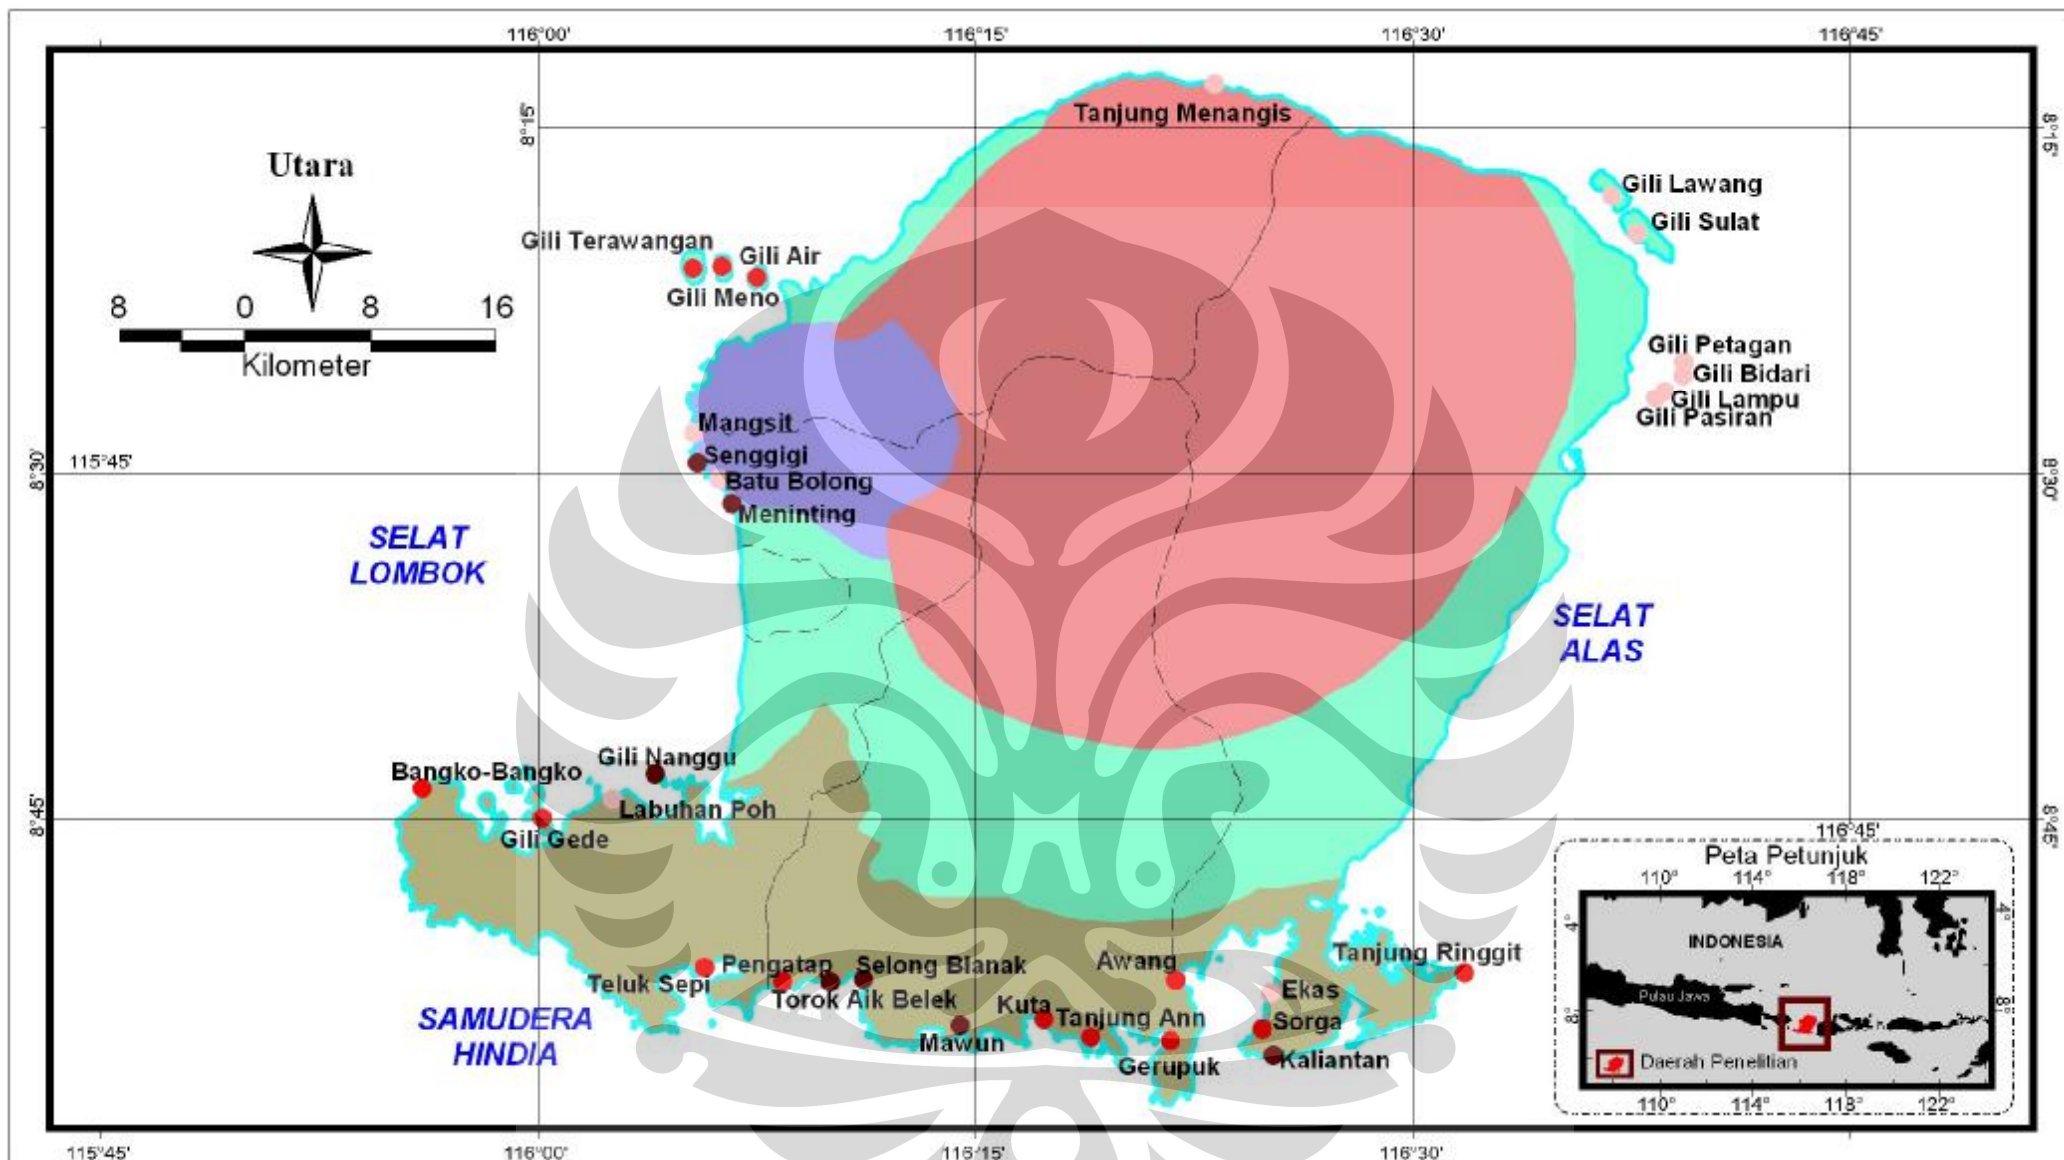 116°00'
116°15'
116°30'
116°45'
8°15'
8°15'
Utara
8 0 8 16
Kilometer
Tanjung Menangis
Gili Lawang
Gili Sulat
Gili Terawangan
Gili Air
Gili Meno
Gili Petagan
Gili Bidari
Gili Lampu
Gili Pasiran
Mangsit
Senggigi
Batu Bolong
Meninting
115°45'
8°30'
8°30'
SELAT
LOMBOK
SELAT
ALAS
Gili Nanggu
Bangko-Bangko
Labuhan Poh
Gili Gede
8°45'
8°45'
116°45'
Teluk Sepi
Pengatap
Selong Blanak
Torok Aik Belek
Mawun
Kuta
Tanjung Ann
Awang
Gerupuk
Ekas
Sorga
Kaliantan
Tanjung Ringgit
SAMUDERA
HINDIA
Peta Petunjuk
110° 114° 118° 122°
4°
4°
INDONESIA
Pulau Jawa
8°
8°
Daerah Penelitian
110° 114° 118° 122°
115°45'
116°00'
116°15'
116°30'